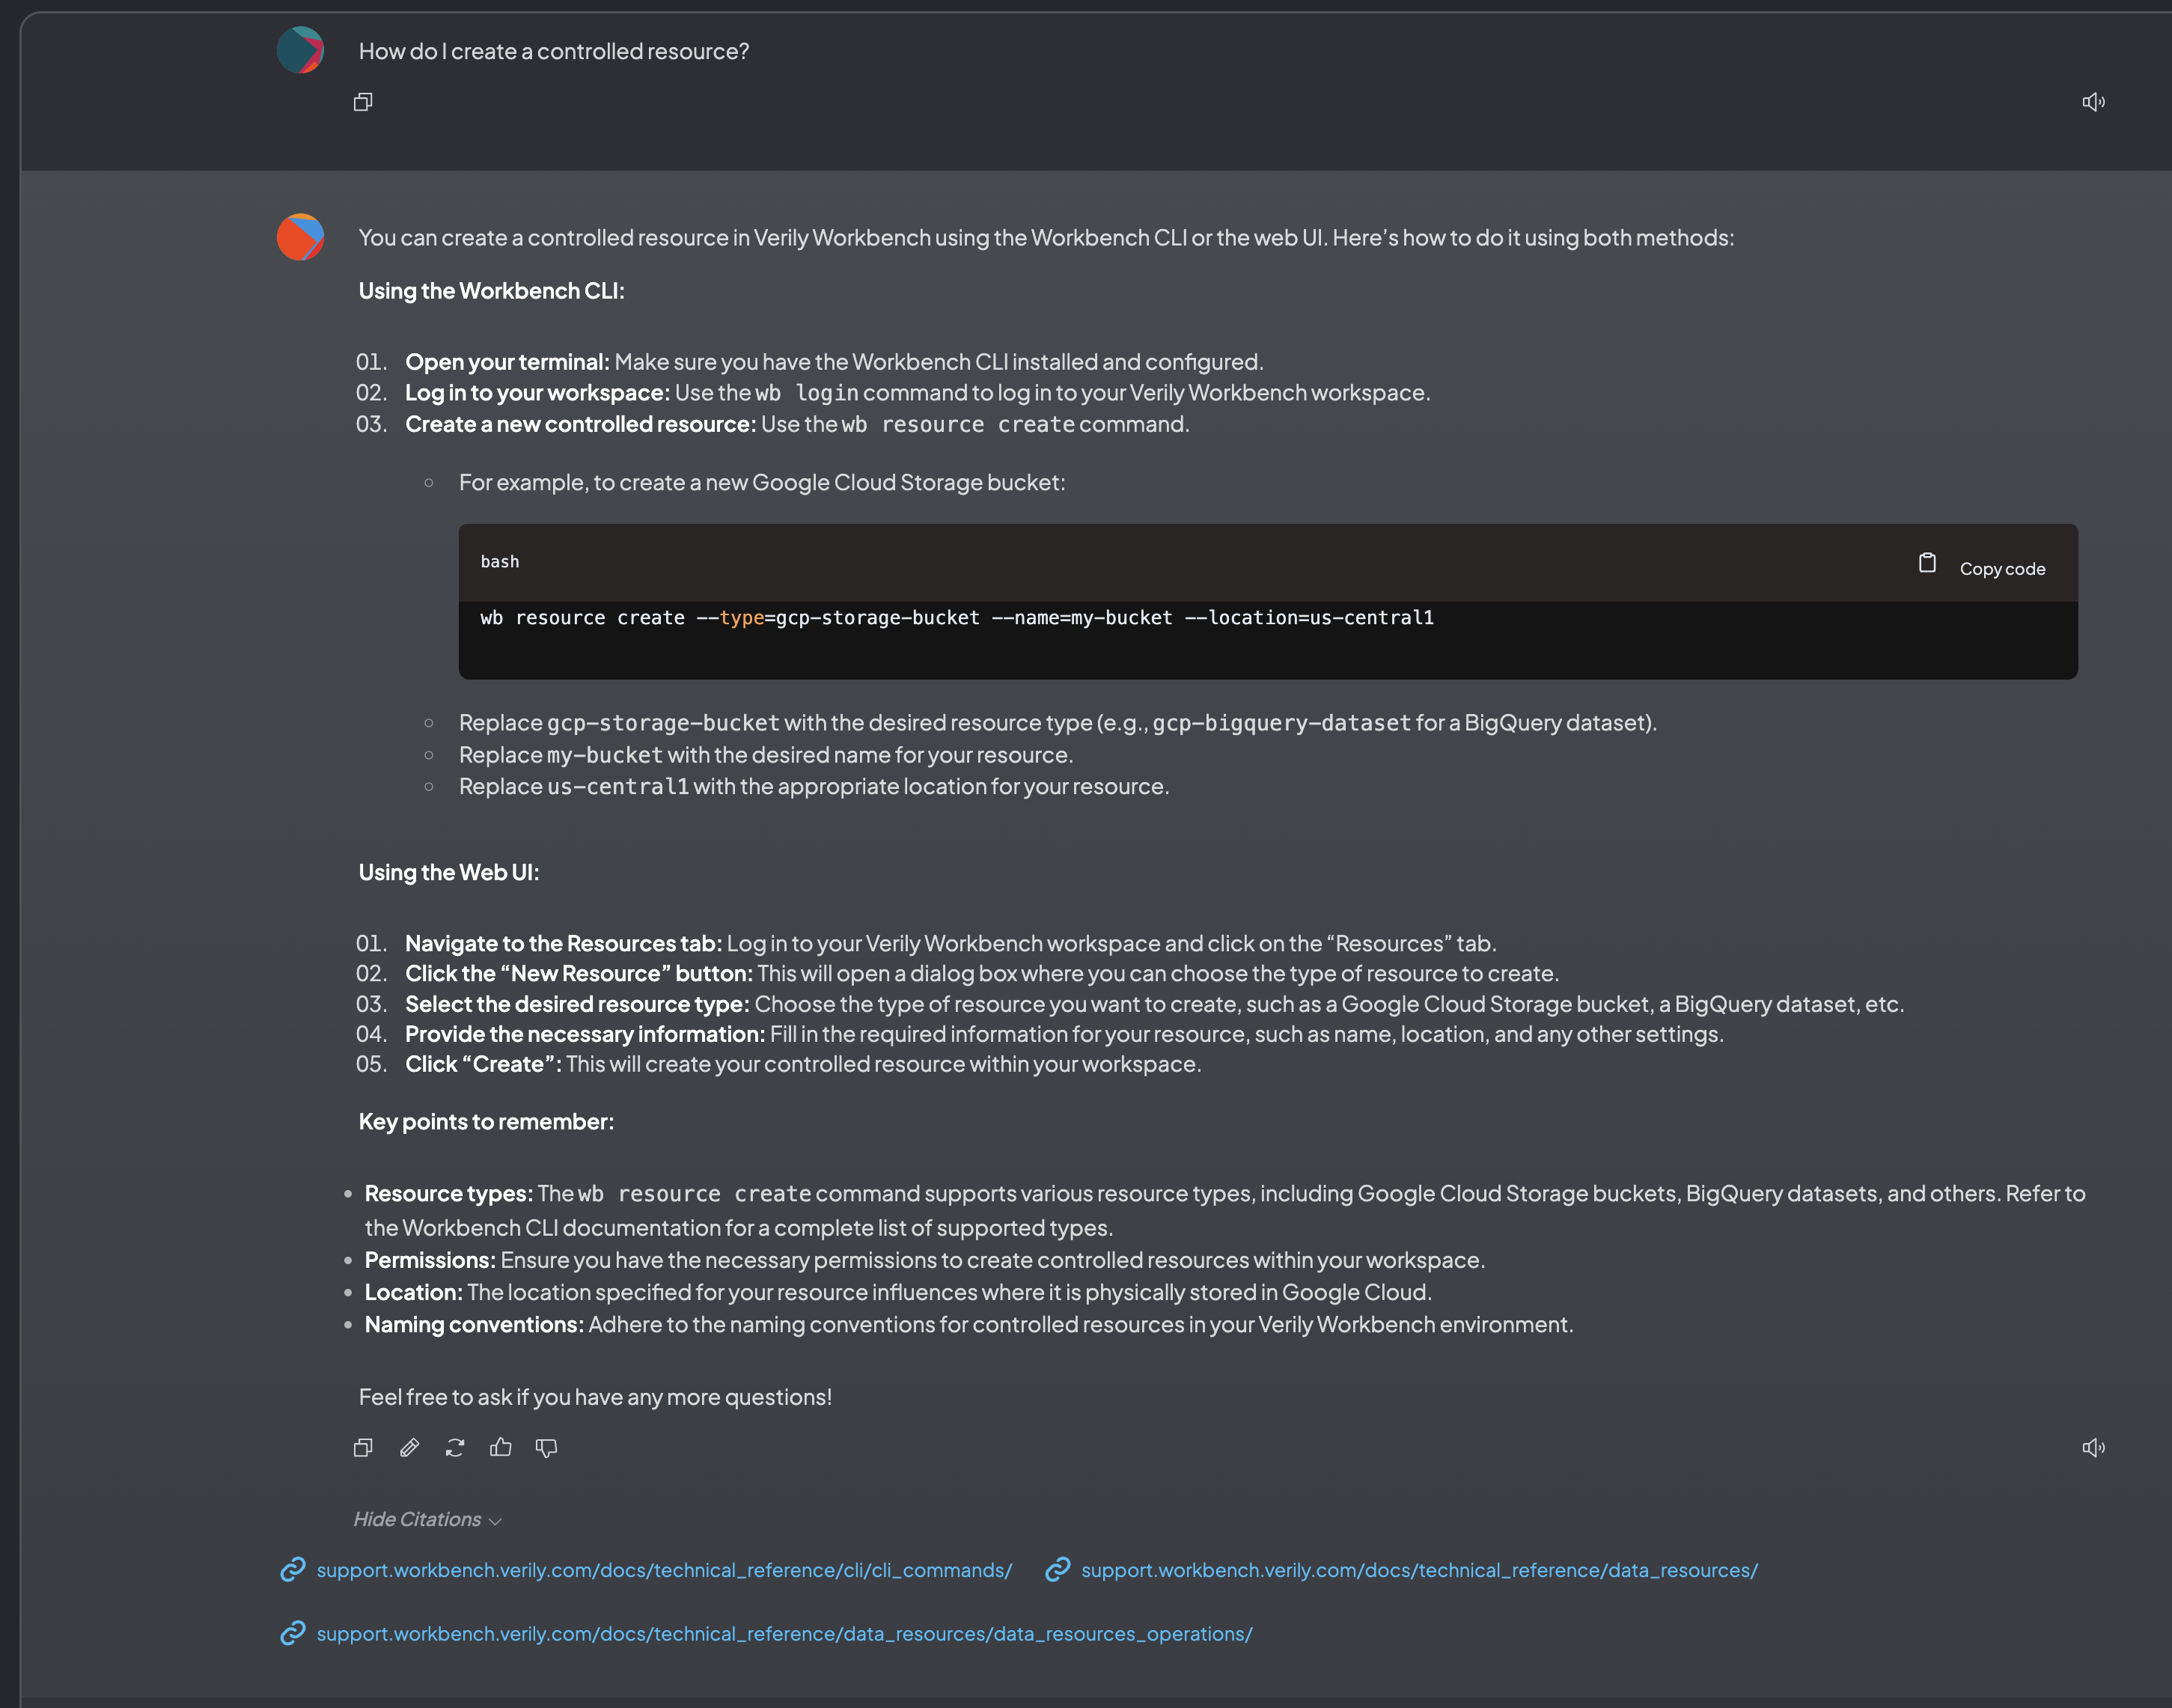 How do I create a controlled resource?
You can create a controlled resource in Verily Workbench using the Workbench CLI or the web UI. Here’s how to do it using both methods:
Using the Workbench CLI:
01. Open your terminal: Make sure you have the Workbench CLI installed and configured.
02. Log in to your workspace: Use the wb login command to log in to your Verily Workbench workspace.
03. Create a new controlled resource: Use the wb resource create command.
For example, to create a new Google Cloud Storage bucket:
bash
Copy code
wb resource create --type=gcp-storage-bucket --name=my-bucket --location=us-central1
Replace gcp-storage-bucket with the desired resource type (e.g., gcp-bigquery-dataset for a BigQuery dataset).
Replace my-bucket with the desired name for your resource.
Replace us-central1 with the appropriate location for your resource.
Using the Web UI:
01. Navigate to the Resources tab: Log in to your Verily Workbench workspace and click on the “Resources” tab.
02. Click the “New Resource” button: This will open a dialog box where you can choose the type of resource to create.
03. Select the desired resource type: Choose the type of resource you want to create, such as a Google Cloud Storage bucket, a BigQuery dataset, etc.
04. Provide the necessary information: Fill in the required information for your resource, such as name, location, and any other settings.
05. Click “Create”: This will create your controlled resource within your workspace.
Key points to remember:
Resource types: The wb resource create command supports various resource types, including Google Cloud Storage buckets, BigQuery datasets, and others. Refer to
the Workbench CLI documentation for a complete list of supported types.
Permissions: Ensure you have the necessary permissions to create controlled resources within your workspace.
Location: The location specified for your resource influences where it is physically stored in Google Cloud.
Naming conventions: Adhere to the naming conventions for controlled resources in your Verily Workbench environment.
Feel free to ask if you have any more questions!
Hide Citations
support.workbench.verily.com/docs/technical_reference/cli/cli_commands/
support.workbench.verily.com/docs/technical_reference/data_resources/
support.workbench.verily.com/docs/technical_reference/data_resources/data_resources_operations/